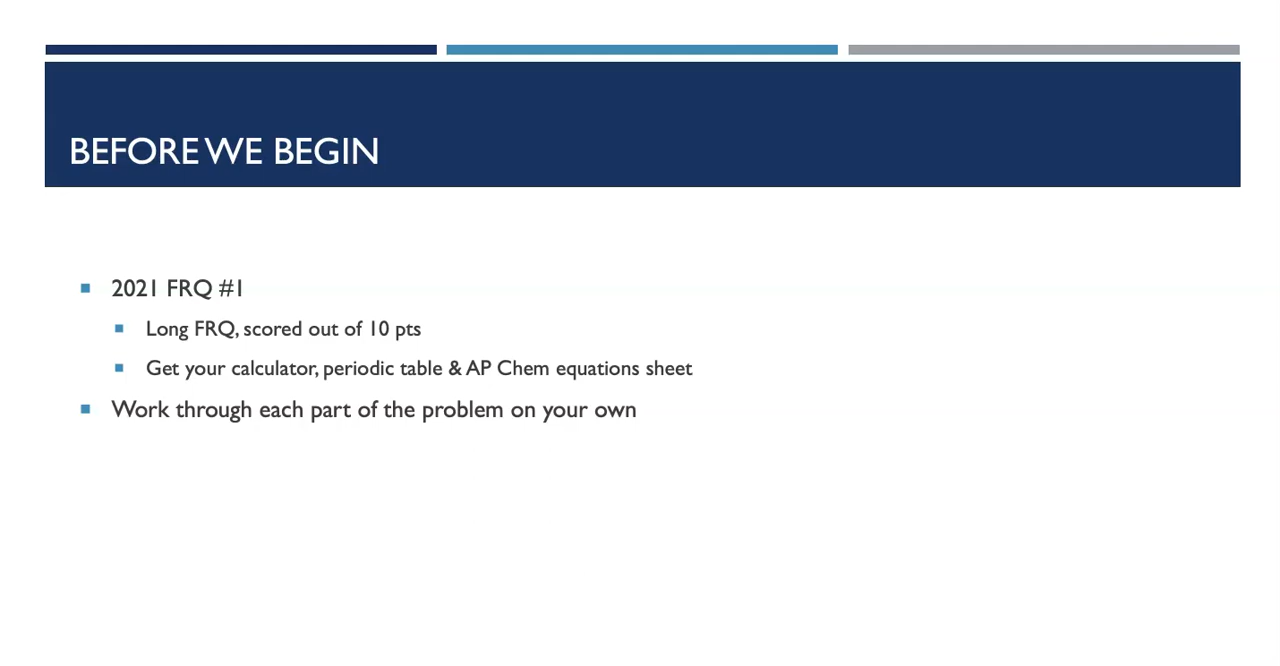 BEFORE WE BEGIN
2021 FRQ #1
Long FRQ, scored out of 10 pts
Get your calculator, periodic table & AP Chem equations sheet
Work through each part of the problem on your own